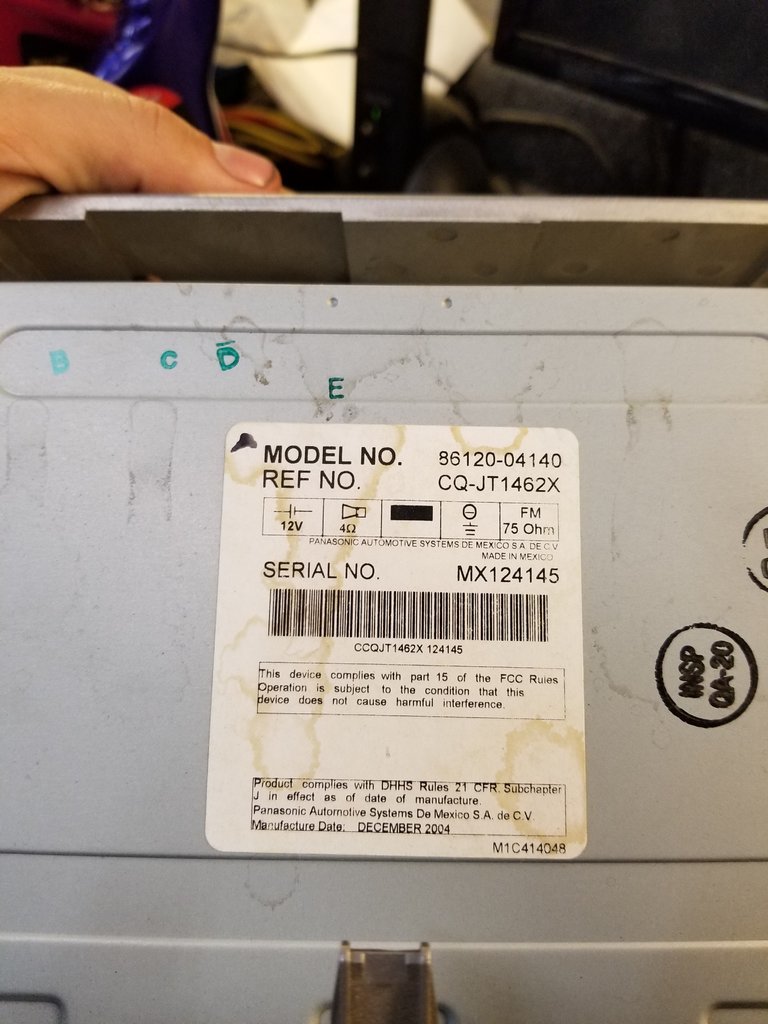 B C D
E
MODEL NO. 86120-04140
REF NO. CQ-JT1462X
12V 4Ω FM 75 Ohm
PANASONIC AUTOMOTIVE SYSTEMS DE MEXICO S.A. DE C.V
MADE IN MEXICO.
SERIAL NO. MX124145
CCQJT1462X 124145
This device complies with part 15 of the FCC Rules
Operation is subject to the condition that this
device does not cause harmful interference.
INSP
QA-20
Product complies with DHHS Rules 21 CFR. Subchapter
J in effect as of date of manufacture.
Panasonic Automotive Systems De Mexico S.A. de C.V.
Manufacture Date: DECEMBER 2004
M1C414048